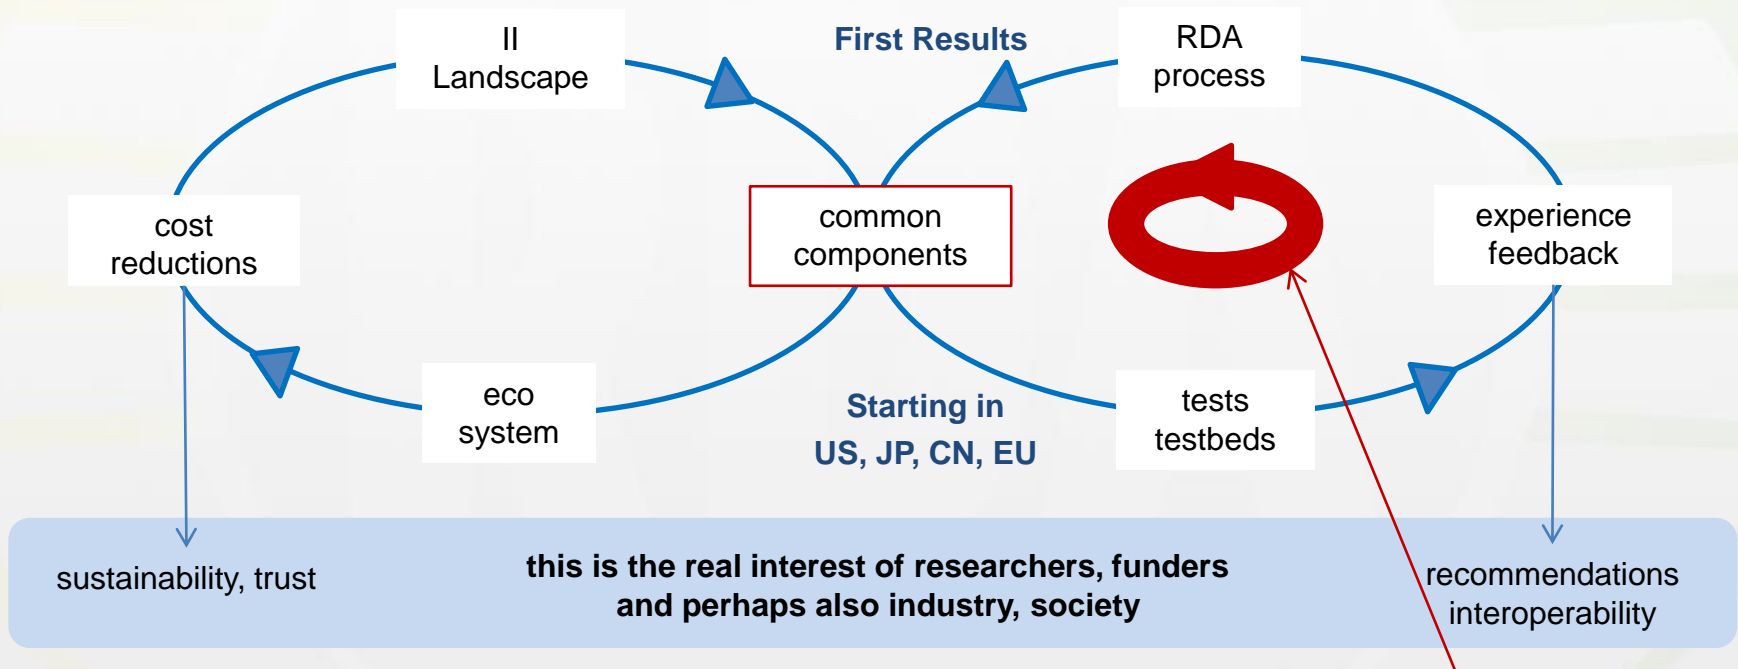 II
Landscape
First Results
RDA
process
cost
reductions
common
components
experience
feedback
eco
system
Starting in
US, JP, CN, EU
tests
testbeds
sustainability, trust
this is the real interest of researchers, funders
and perhaps also industry, society
recommendations
interoperability